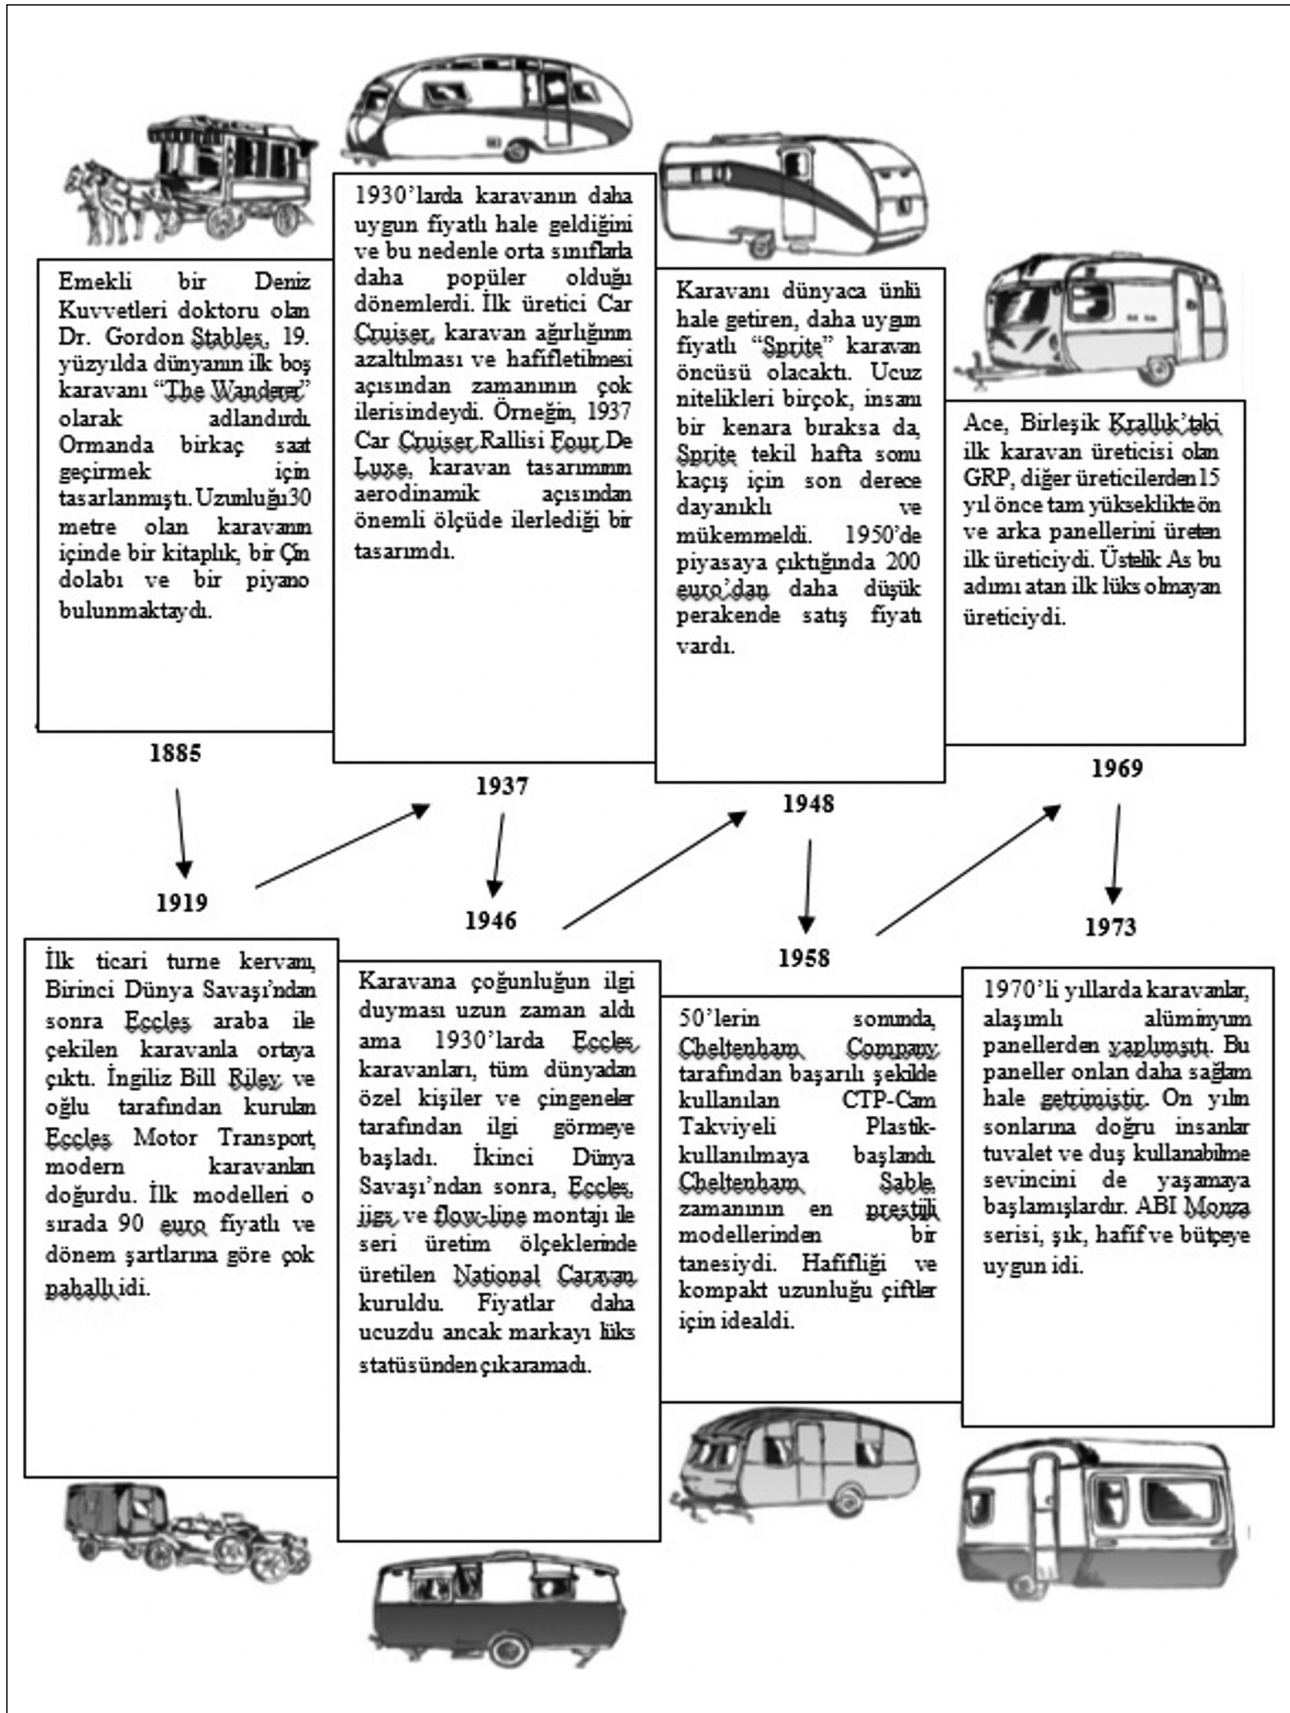 Emekli bir Deniz
Kuvvetleri doktoru olan
Dr. Gordon Stables, 19.
yüzyılda dünyanın ilk boş
karavanı “The Wanderer”
olarak adlandırdı.
Ormanda birkaç saat
geçirmek için
tasarlanmıştı. Uzunluğu 30
metre olan karavanın
içinde bir kitaplık, bir Çin
dolabı ve bir piyano
bulunmaktaydı.
1885
1919
İlk ticari turne kervanı,
Birinci Dünya Savaşı’ndan
sonra Eccles araba ile
çekilen karavanla ortaya
çıktı. İngiliz Bill Riley ve
oğlu tarafından kurulan
Eccles Motor Transport,
modern karavanları
doğurdu. İlk modelleri o
sırada 90 euro fiyatlı ve
dönem şartlarına göre çok
pahallı idi.
1930’larda karavanın daha
uygun fiyatlı hale geldiğini
ve bu nedenle orta sınıflarla
daha popüler olduğu
dönemlerdi. İlk üretici Car
Cruiser, karavan ağırlığının
azaltılması ve hafifletilmesi
açısından zamanının çok
ilerisindeydi. Örneğin, 1937
Car Cruiser Rallisi Four De
Luxe, karavan tasarımının
aerodinamik açısından
önemli ölçüde ilerlediği bir
tasarımdı.
1937
1946
Karavana çoğunluğun ilgi
duyması uzun zaman aldı
ama 1930’larda Eccles
karavanları, tüm dünyadan
özel kişiler ve çingeneler
tarafından ilgi görmeye
başladı. İkinci Dünya
Savaşı’ndan sonra, Eccles,
jigs ve flow-line montajı ile
seri üretim ölçeklerinde
üretilen National Caravan
kuruldu. Fiyatlar daha
ucuzdu ancak markayı lüks
statüsünden çıkaramadı.
Karavanı dünyaca ünlü
hale getiren, daha uygun
fiyatlı “Sprite” karavan
öncüsü olacaktı. Ucuz
nitelikleri birçok, insanı
bir kenara bıraksa da,
Sprite tekil hafta sonu
kaçış için son derece
dayanıklı ve
mükemmeldi. 1950’de
piyasaya çıktığında 200
euro’dan daha düşük
perakende satış fiyatı
vardı.
1948
1958
50’lerin sonunda,
Cheltenham Company
tarafından başarılı şekilde
kullanılan CTP-Cam
Takviyeli Plastik-
kullanılmaya başlandı.
Cheltenham Sable,
zamanının en prestijli
modellerinden bir
tanesiydi. Hafifliği ve
kompakt uzunluğu çiftler
için idealdi.
Ace, Birleşik Krallık’taki
ilk karavan üreticisi olan
GRP, diğer üreticilerden 15
yıl önce tam yükseklikte ön
ve arka panellerini üreten
ilk üreticiydi. Üstelik As bu
adımı atan ilk lüks olmayan
üreticiydi.
1969
1973
1970’li yıllarda karavanlar,
alaşımlı alüminyum
panellerden yaplımsıtı. Bu
paneller onları daha sağlam
hale getrimiştir. On yılın
sonlarına doğru insanlar
tuvalet ve duş kullanabilme
sevincini de yaşamaya
başlamışlardır. ABI Monza
serisi, şık, hafif ve bütçeye
uygun idi.